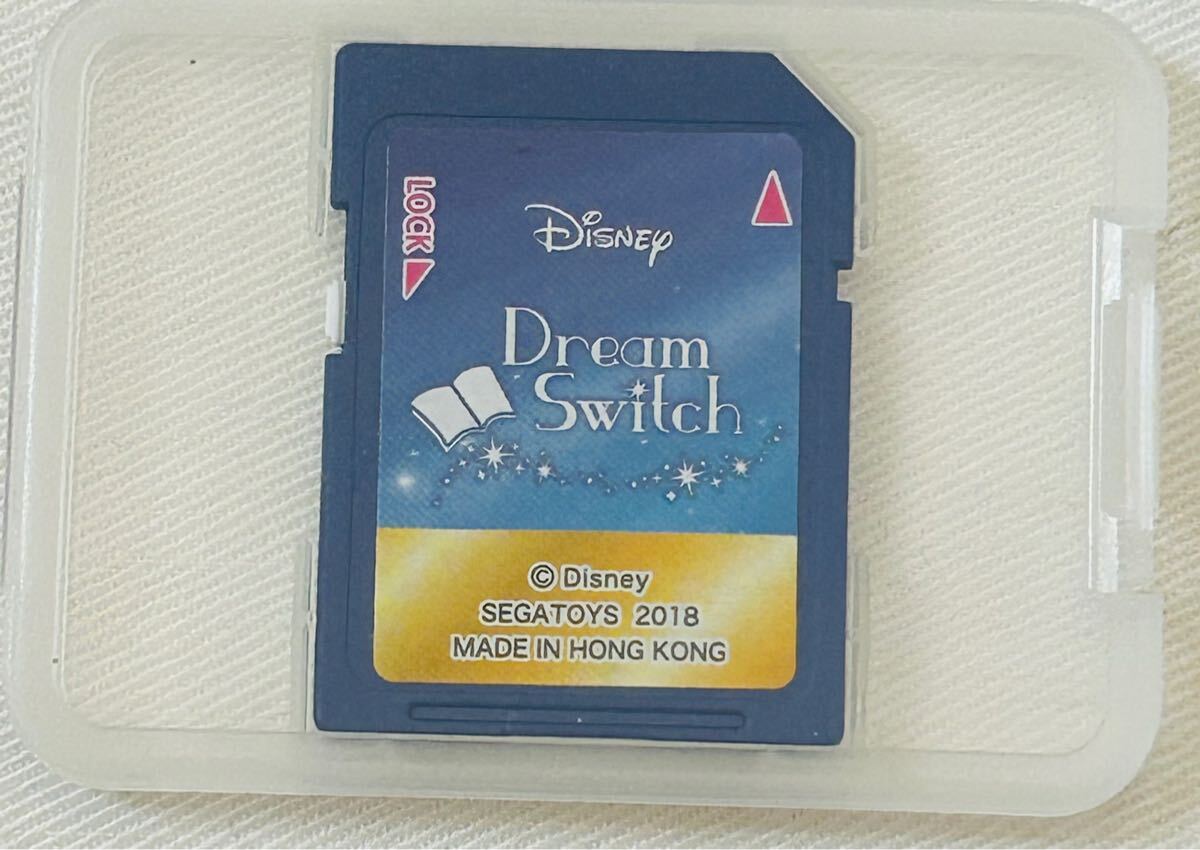 LOCK
Disney
Dream
Switch
© Disney
SEGATOYS 2018
MADE IN HONG KONG